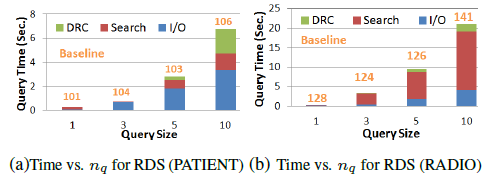 Query Time (Sec.)
8
6
4
2
0
DRC Search I/O
Baseline
101
104
103
106
1 3 5 10
Query Size
Query Time (Sec.)
25
20
15
10
5
0
DRC Search I/O
Baseline
128
124
126
141
1 3 5 10
Query Size
(a)Time vs. nq for RDS (PATIENT) (b) Time vs. nq for RDS (RADIO)